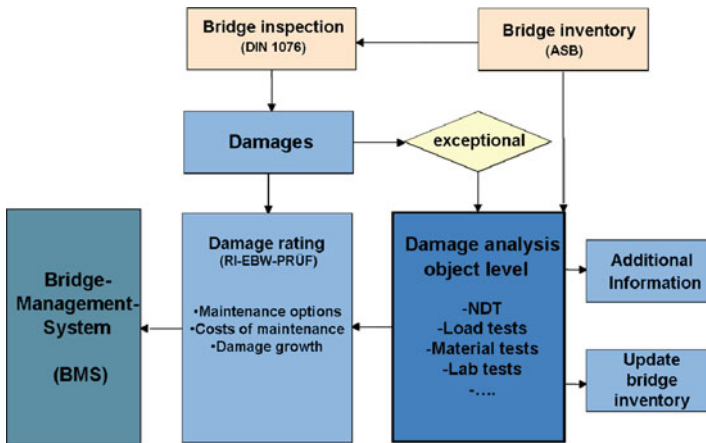 Bridge inspection
(DIN 1076)
Bridge inventory
(ASB)
Damages
exceptional
Bridge-
Management-
System
(BMS)
Damage rating
(RI-EBW-PRÜF)
•Maintenance options
•Costs of maintenance
•Damage growth
Damage analysis
object level
-NDT
-Load tests
-Material tests
-Lab tests
-....
Additional
Information
Update
bridge
inventory